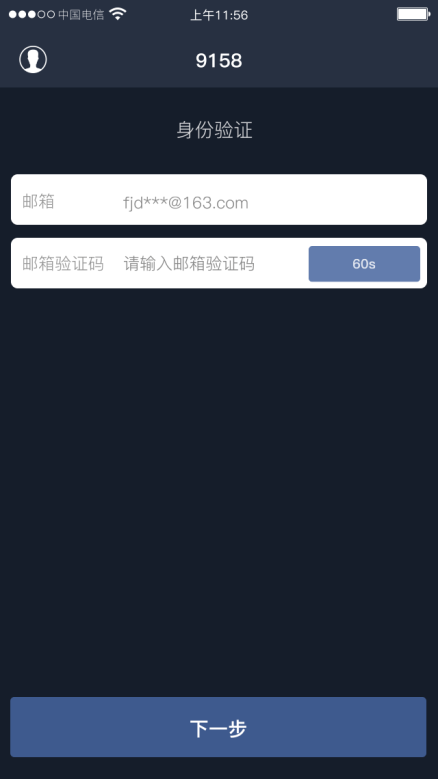 中国电信 上午11:56
9158
身份验证
邮箱 fjd***@163.com
邮箱验证码 请输入邮箱验证码 60s
下一步